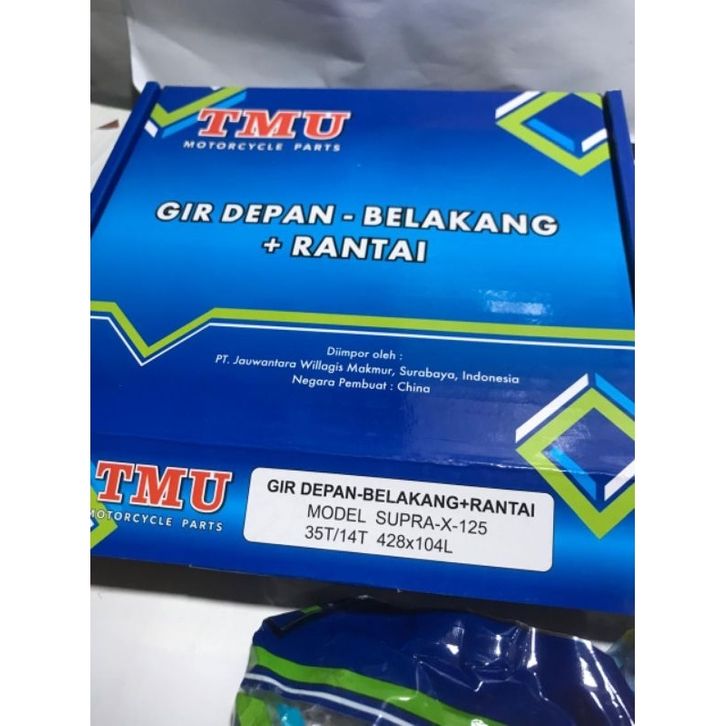 TMU
MOTORCYCLE PARTS
GIR DEPAN - BELAKANG
+ RANTAI
Diimpor oleh :
PT. Jauwantara Willagis Makmur, Surabaya, Indonesia
Negara Pembuat : China
TMU
MOTORCYCLE PARTS
GIR DEPAN-BELAKANG+RANTAI
MODEL SUPRA-X-125
35T/14T 428x104L